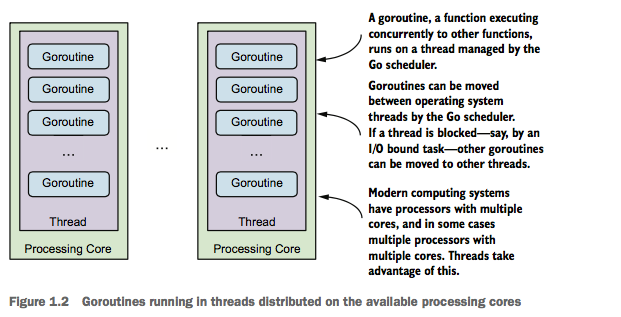 Goroutine
Goroutine
Goroutine
...
Goroutine
Thread
Processing Core
...
Goroutine
Goroutine
Goroutine
...
Goroutine
Thread
Processing Core
A goroutine, a function executing
concurrently to other functions,
runs on a thread managed by the
Go scheduler.
Goroutines can be moved
between operating system
threads by the Go scheduler.
If a thread is blocked—say, by an
I/O bound task—other goroutines
can be moved to other threads.
Modern computing systems
have processors with multiple
cores, and in some cases
multiple processors with
multiple cores. Threads take
advantage of this.
Figure 1.2 Goroutines running in threads distributed on the available processing cores